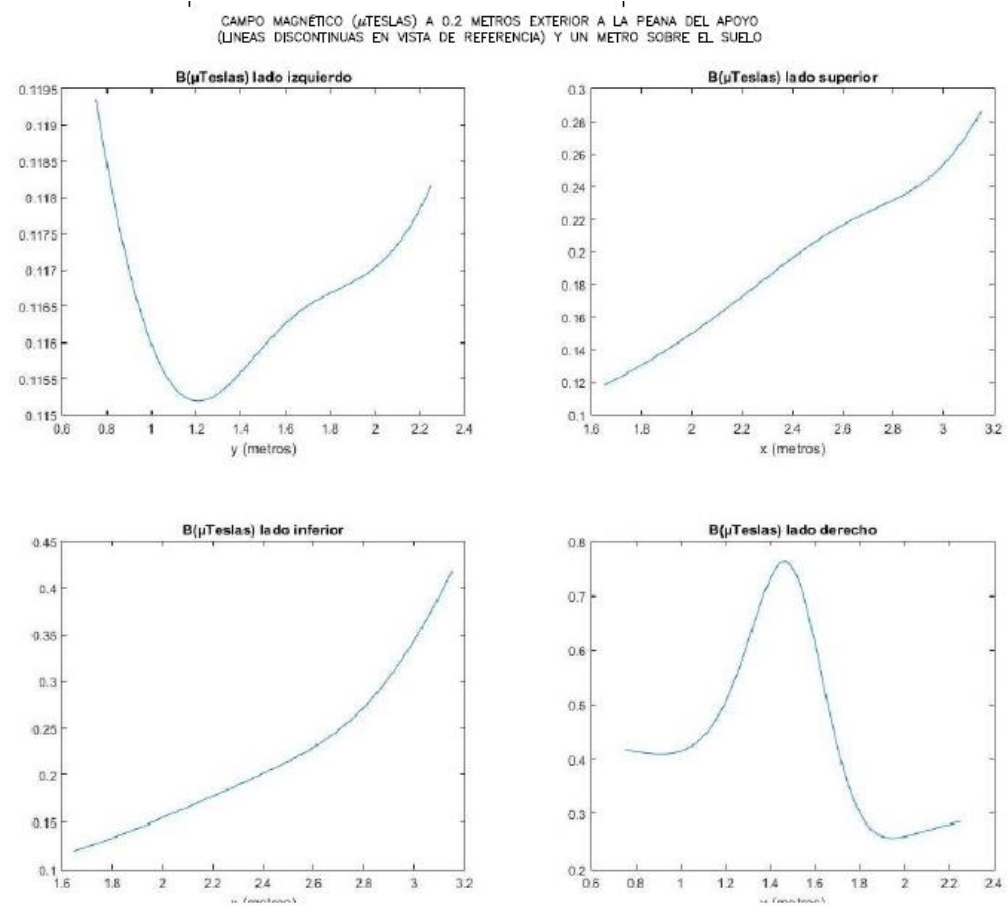 CAMPO MAGNÉTICO (µTESLAS) A 0.2 METROS EXTERIOR A LA PEANA DEL APOYO
(LINEAS DISCONTINUAS EN VISTA DE REFERENCIA) Y UN METRO SOBRE EL SUELO
B(µTeslas) lado izquierdo
0.1195
0.119
0.1185
0.118
0.1175
0.117
0.1165
0.116
0.1155
0.115
0.6 0.8 1 1.2 1.4 1.6 1.8 2 2.2 2.4
y (metros)
B(µTeslas) lado superior
0.3
0.28
0.26
0.24
0.22
0.2
0.18
0.16
0.14
0.12
0.1
1.6 1.8 2 2.2 2.4 2.6 2.8 3 3.2
x (metros)
B(µTeslas) lado inferior
0.45
0.4
0.35
0.3
0.25
0.2
0.15
0.1
1.6 1.8 2 2.2 2.4 2.6 2.8 3 3.2
(metros)
B(µTeslas) lado derecho
0.8
0.7
0.6
0.5
0.4
0.3
0.2
0.6 0.8 1 1.2 1.4 1.6 1.8 2 2.2 2.4
(metros)